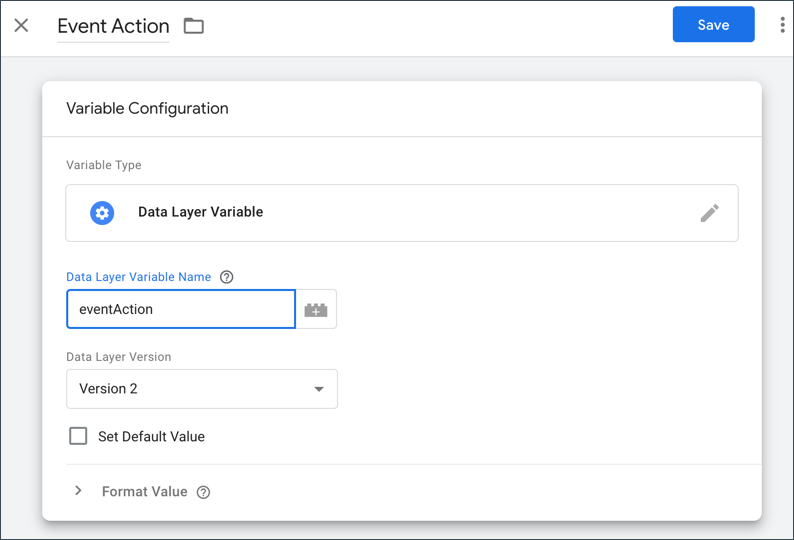 Event Action
Save
Variable Configuration
Variable Type
Data Layer Variable
Data Layer Variable Name
eventAction
Data Layer Version
Version 2
Set Default Value
Format Value